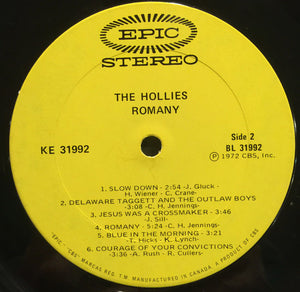 EPIC
STEREO
THE HOLLIES
ROMANY
KE 31992
Side 2
BL 31992
Ⓟ 1972 CBS, Inc.
1. SLOW DOWN - 2:54 - J. Gluck -
H. Wiener - C. Crane-
2. DELAWARE TAGGETT AND THE OUTLAW BOYS
-3:08 - C. H. Jennings-
3. JESUS WAS A CROSSMAKER - 3:46
- J. Sill-
4. ROMANY - 5:24 - C.H. Jennings-
5. BLUE IN THE MORNING - 3:21
- T. Hicks - K. Lynch-
6. COURAGE OF YOUR CONVICTIONS -
-3:36 - A. Rush - R. Cullers-
"EPIC," "CBS" MARCAS REG. T.M. MANUFACTURED IN CANADA. A PRODUCT OF CBS